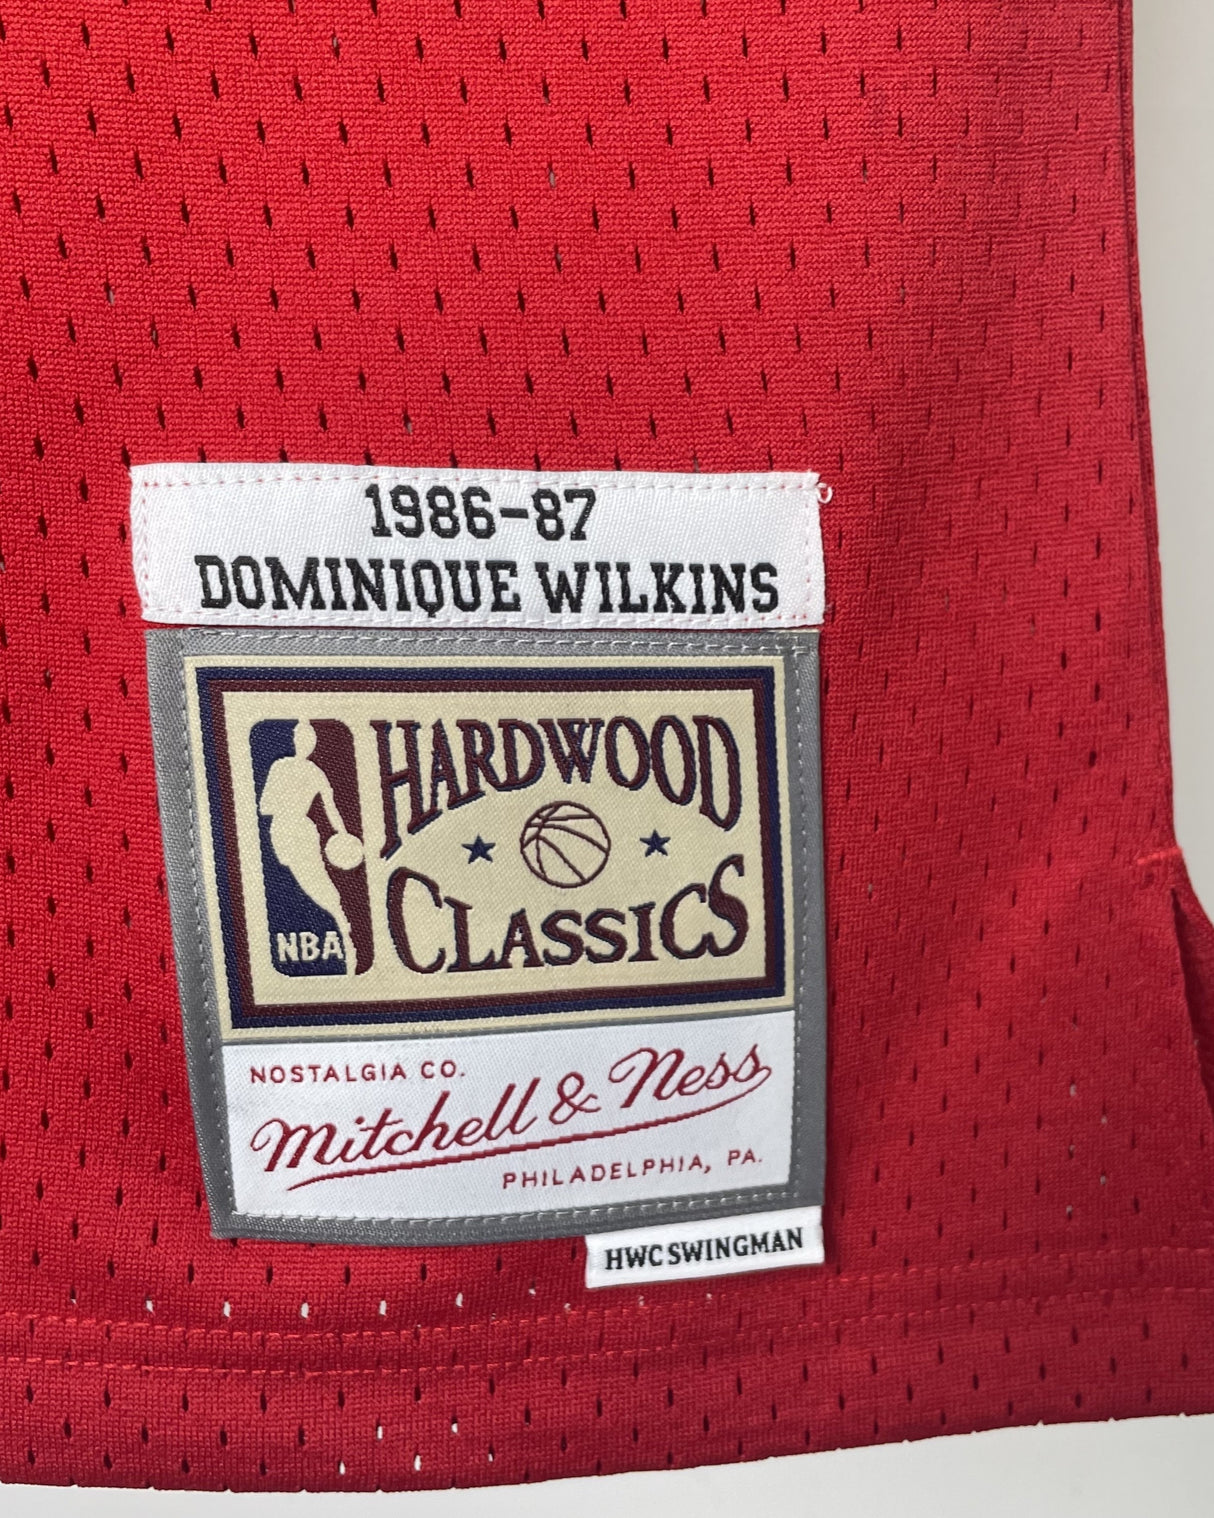 1986-87
DOMINIQUE WILKINS
HARDWOOD
CLASSICS
NBA
NOSTALGIA CO.
Mitchell & Ness
PHILADELPHIA, PA.
HWC SWINGMAN